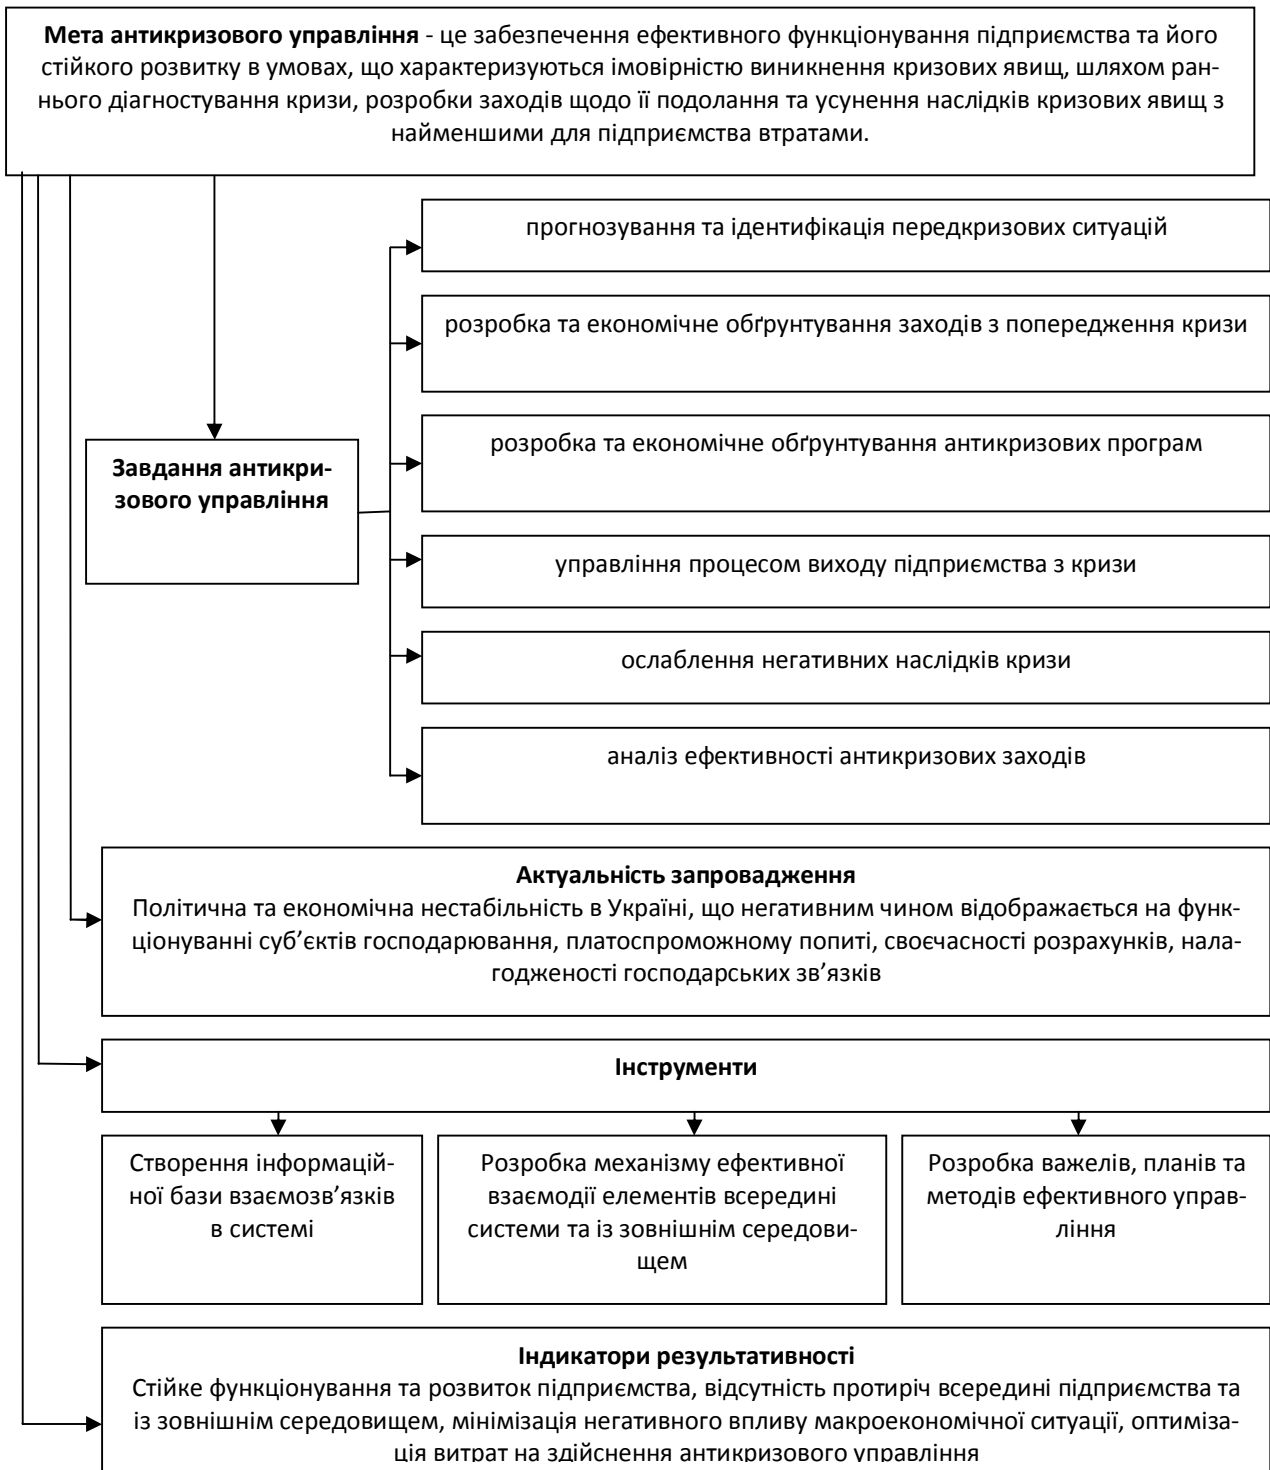 Мета антикризового управління - це забезпечення ефективного функціонування підприємства та його
стійкого розвитку в умовах, що характеризуються імовірністю виникнення кризових явищ, шляхом ран-
нього діагностування кризи, розробки заходів щодо її подолання та усунення наслідків кризових явищ з
найменшими для підприємства втратами.
прогнозування та ідентифікація передкризових ситуацій
розробка та економічне обґрунтування заходів з попередження кризи
розробка та економічне обґрунтування антикризових програм
Завдання антикри-
зового управління
управління процесом виходу підприємства з кризи
ослаблення негативних наслідків кризи
аналіз ефективності антикризових заходів
Актуальність запровадження
Політична та економічна нестабільність в Україні, що негативним чином відображається на функ-
ціонуванні суб’єктів господарювання, платоспроможному попиті, своєчасності розрахунків, нала-
годженості господарських зв’язків
Інструменти
Створення інформацій-
ної бази взаємозв’язків
в системі
Розробка механізму ефективної
взаємодії елементів всередині
системи та із зовнішнім середови-
щем
Розробка важелів, планів та
методів ефективного управ-
ління
Індикатори результативності
Стійке функціонування та розвиток підприємства, відсутність протиріч всередині підприємства та
із зовнішнім середовищем, мінімізація негативного впливу макроекономічної ситуації, оптиміза-
ція витрат на здійснення антикризового управління